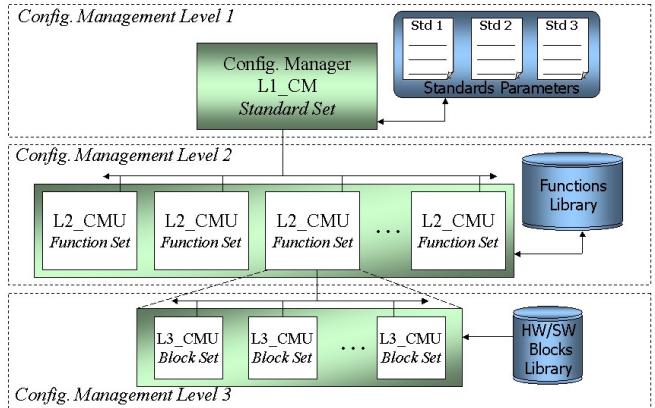 Config. Management Level 1
Std 1 Std 2 Std 3
Config. Manager
L1_CM
Standard Set
Standards Parameters
Config. Management Level 2
L2_CMU L2_CMU L2_CMU ... L2_CMU
Function Set Function Set Function Set Function Set
Functions
Library
L3_CMU L3_CMU ... L3_CMU
Block Set Block Set Block Set
HW/SW
Blocks
Library
Config. Management Level 3